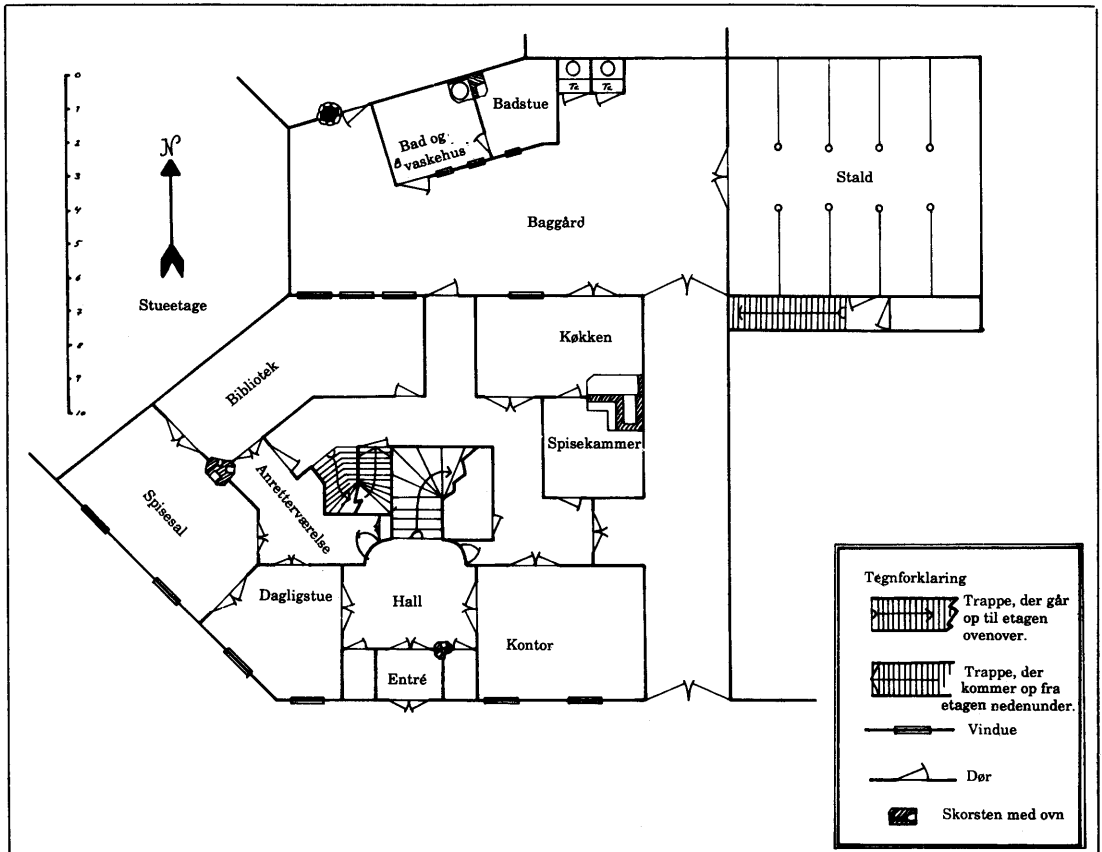 0
1
2
3
4
5
6
7
8
9
10
N
Stueetage
Badstue
Tc
Tc
Bad og
vaskehus
Stald
Baggård
Køkken
Bibliotek
Spisekammer
Anretterværelse
Spisesal
Dagligstue
Hall
Kontor
Entré
Tegnforklaring
Trappe, der går
op til etagen
ovenover.
Trappe, der
kommer op fra
etagen nedenunder.
Vindue
Dør
Skorsten med ovn